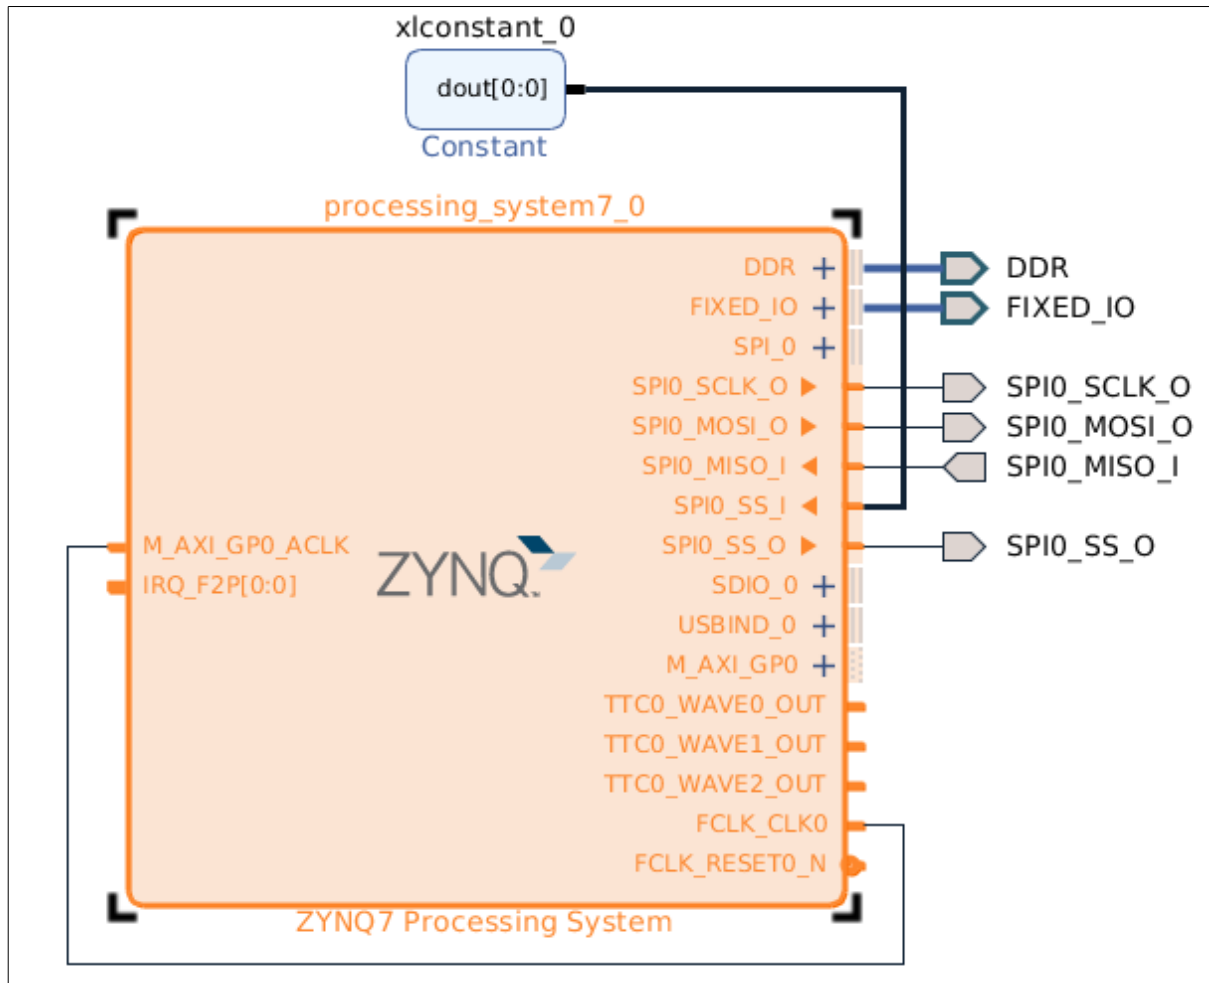 xlconstant_0
dout[0:0]
Constant
processing_system7_0
DDR
DDR
FIXED_IO
FIXED_IO
SPI_0
SPI0_SCLK_O
SPI0_SCLK_O
SPI0_MOSI_O
SPI0_MOSI_O
SPI0_MISO_I
SPI0_MISO_I
SPI0_SS_I
M_AXI_GP0_ACLK
SPI0_SS_O
SPI0_SS_O
IRQ_F2P[0:0]
ZYNQ
SDIO_0
USBIND_0
M_AXI_GP0
TTC0_WAVE0_OUT
TTC0_WAVE1_OUT
TTC0_WAVE2_OUT
FCLK_CLK0
FCLK_RESET0_N
ZYNQ7 Processing System